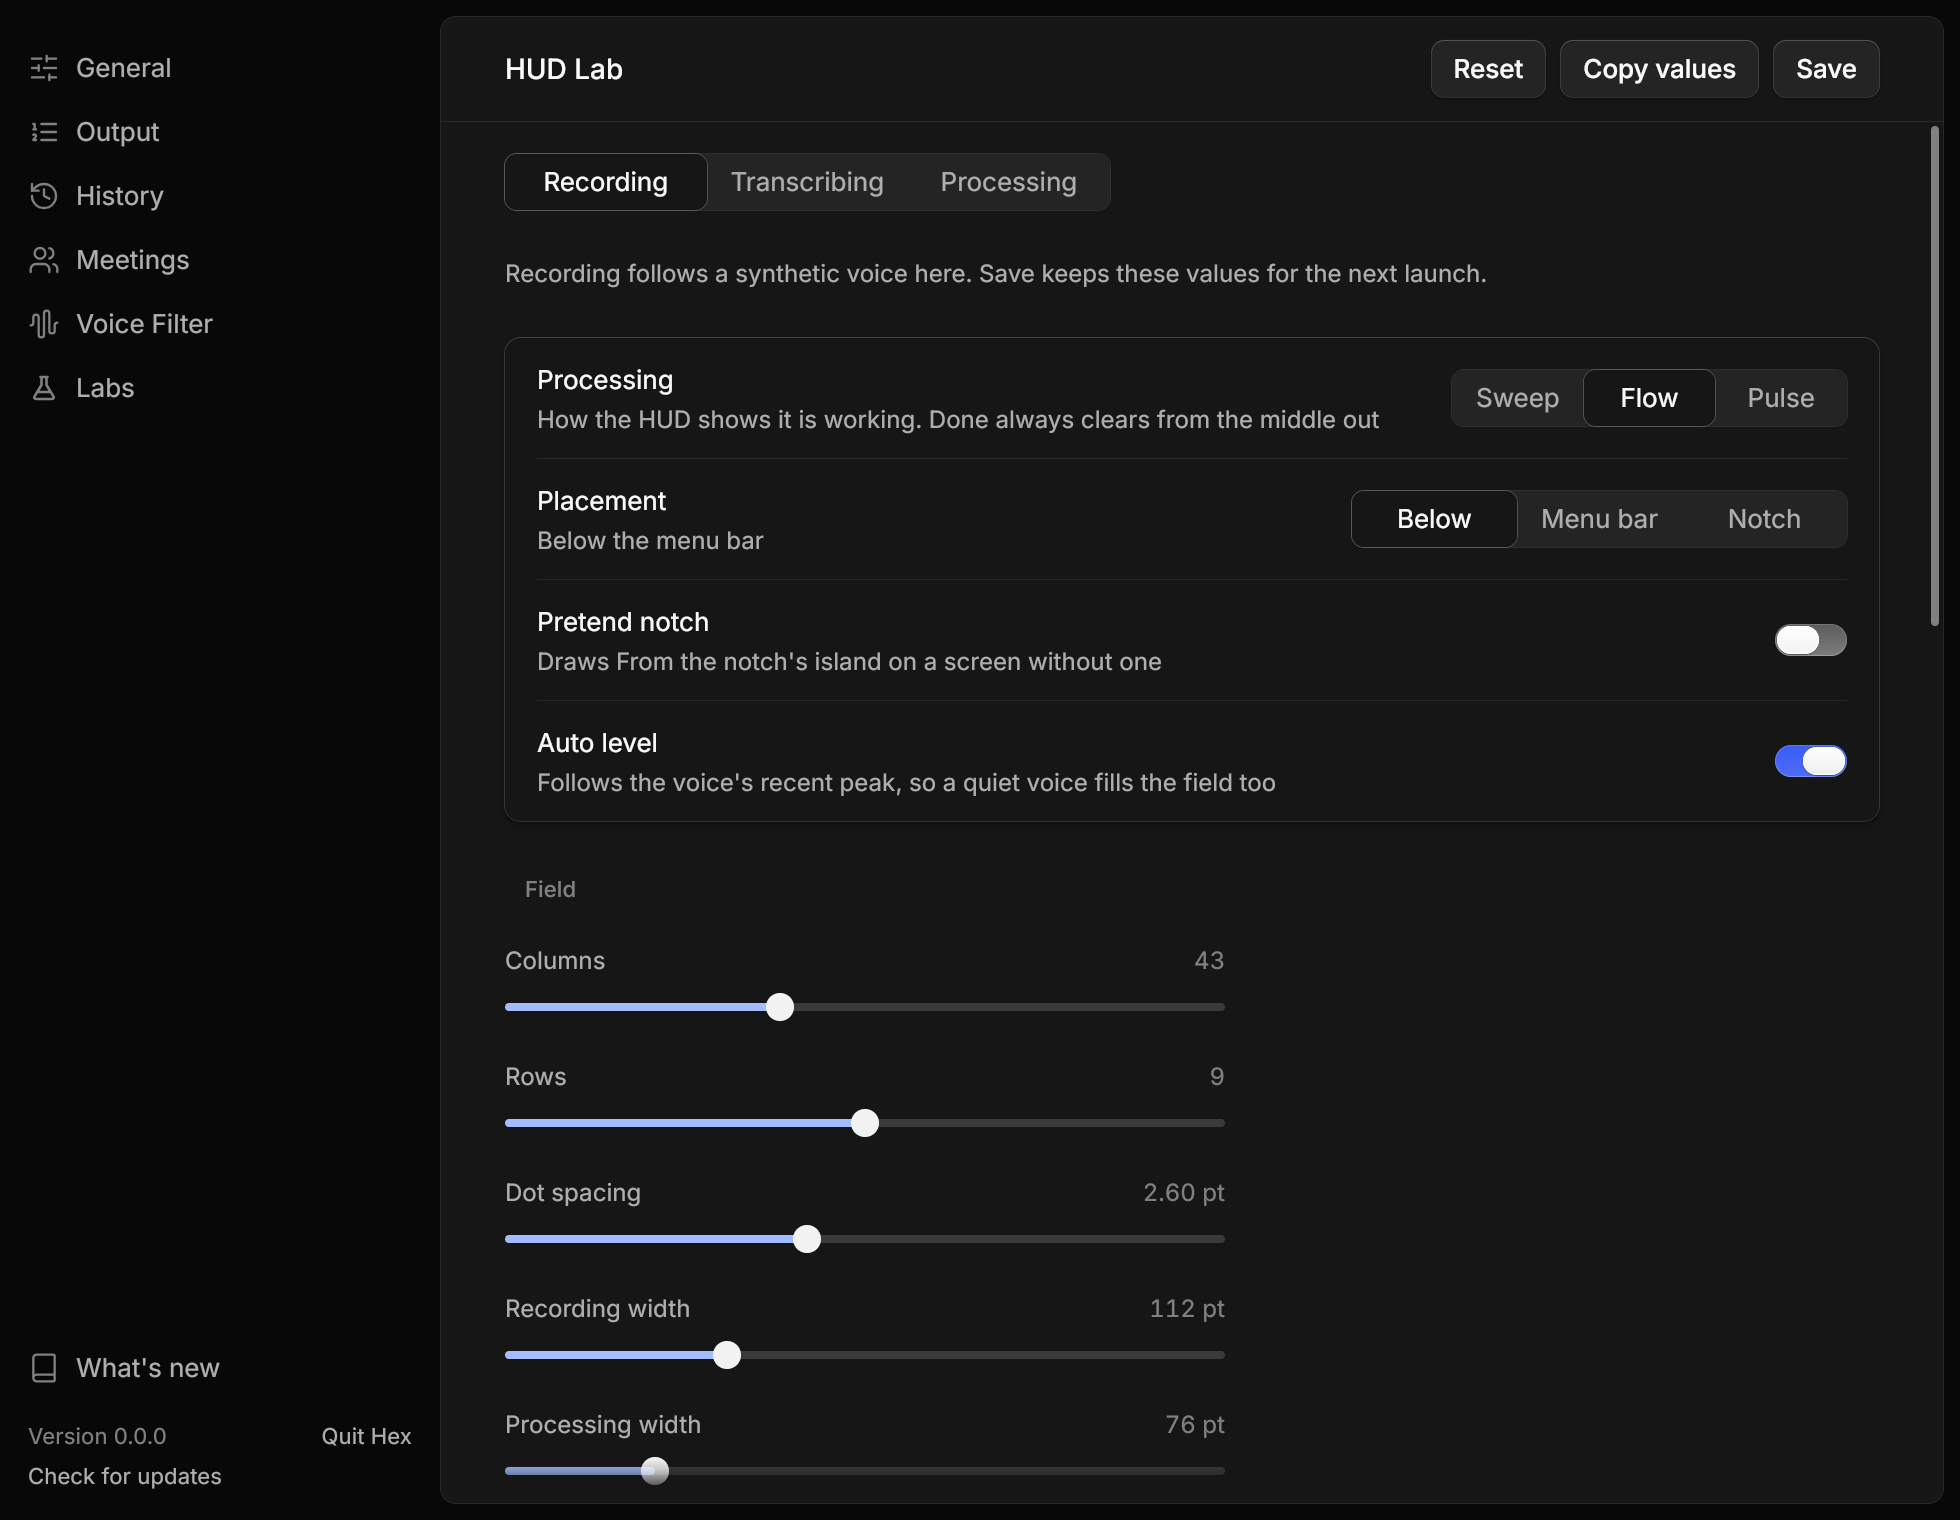 General
Output
History
Meetings
Voice Filter
Labs
What's new
Version 0.0.0
Quit Hex
Check for updates
HUD Lab
Reset
Copy values
Save
Recording
Transcribing
Processing
Recording follows a synthetic voice here. Save keeps these values for the next launch.
Processing
How the HUD shows it is working. Done always clears from the middle out
Sweep
Flow
Pulse
Placement
Below the menu bar
Below
Menu bar
Notch
Pretend notch
Draws From the notch's island on a screen without one
Auto level
Follows the voice's recent peak, so a quiet voice fills the field too
Field
Columns
43
Rows
9
Dot spacing
2.60 pt
Recording width
112 pt
Processing width
76 pt